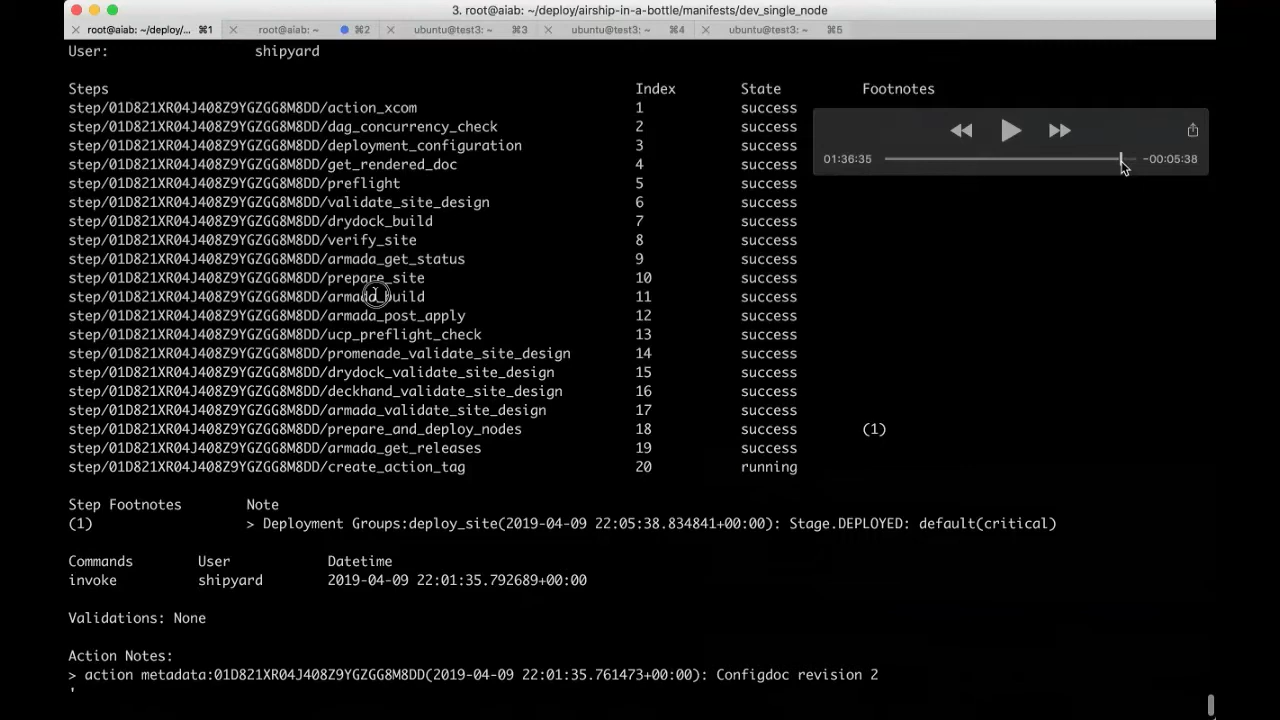 3. root@aiab: ~/deploy/airship-in-a-bottle/manifests/dev_single_node
root@aiab: ~/deploy/... ⌘1 root@aiab: ~ ⌘2 ubuntu@test3: ~ ⌘3 ubuntu@test3: ~ ⌘4 ubuntu@test3: ~ ⌘5
User: shipyard
Steps Index State Footnotes
step/01D821XR04J408Z9YGZGG8M8DD/action_xcom 1 success
step/01D821XR04J408Z9YGZGG8M8DD/dag_concurrency_check 2 success
step/01D821XR04J408Z9YGZGG8M8DD/deployment_configuration 3 success
step/01D821XR04J408Z9YGZGG8M8DD/get_rendered_doc 4 success
01:36:35 -00:05:38
step/01D821XR04J408Z9YGZGG8M8DD/preflight 5 success
step/01D821XR04J408Z9YGZGG8M8DD/validate_site_design 6 success
step/01D821XR04J408Z9YGZGG8M8DD/drydock_build 7 success
step/01D821XR04J408Z9YGZGG8M8DD/verify_site 8 success
step/01D821XR04J408Z9YGZGG8M8DD/armada_get_status 9 success
step/01D821XR04J408Z9YGZGG8M8DD/prepare_site 10 success
step/01D821XR04J408Z9YGZGG8M8DD/armada_build 11 success
step/01D821XR04J408Z9YGZGG8M8DD/armada_post_apply 12 success
step/01D821XR04J408Z9YGZGG8M8DD/ucp_preflight_check 13 success
step/01D821XR04J408Z9YGZGG8M8DD/promenade_validate_site_design 14 success
step/01D821XR04J408Z9YGZGG8M8DD/drydock_validate_site_design 15 success
step/01D821XR04J408Z9YGZGG8M8DD/deckhand_validate_site_design 16 success
step/01D821XR04J408Z9YGZGG8M8DD/armada_validate_site_design 17 success
step/01D821XR04J408Z9YGZGG8M8DD/prepare_and_deploy_nodes 18 success (1)
step/01D821XR04J408Z9YGZGG8M8DD/armada_get_releases 19 success
step/01D821XR04J408Z9YGZGG8M8DD/create_action_tag 20 running
Step Footnotes Note
(1) > Deployment Groups:deploy_site(2019-04-09 22:05:38.834841+00:00): Stage.DEPLOYED: default(critical)
Commands User Datetime
invoke shipyard 2019-04-09 22:01:35.792689+00:00
Validations: None
Action Notes:
> action metadata:01D821XR04J408Z9YGZGG8M8DD(2019-04-09 22:01:35.761473+00:00): Configdoc revision 2
'